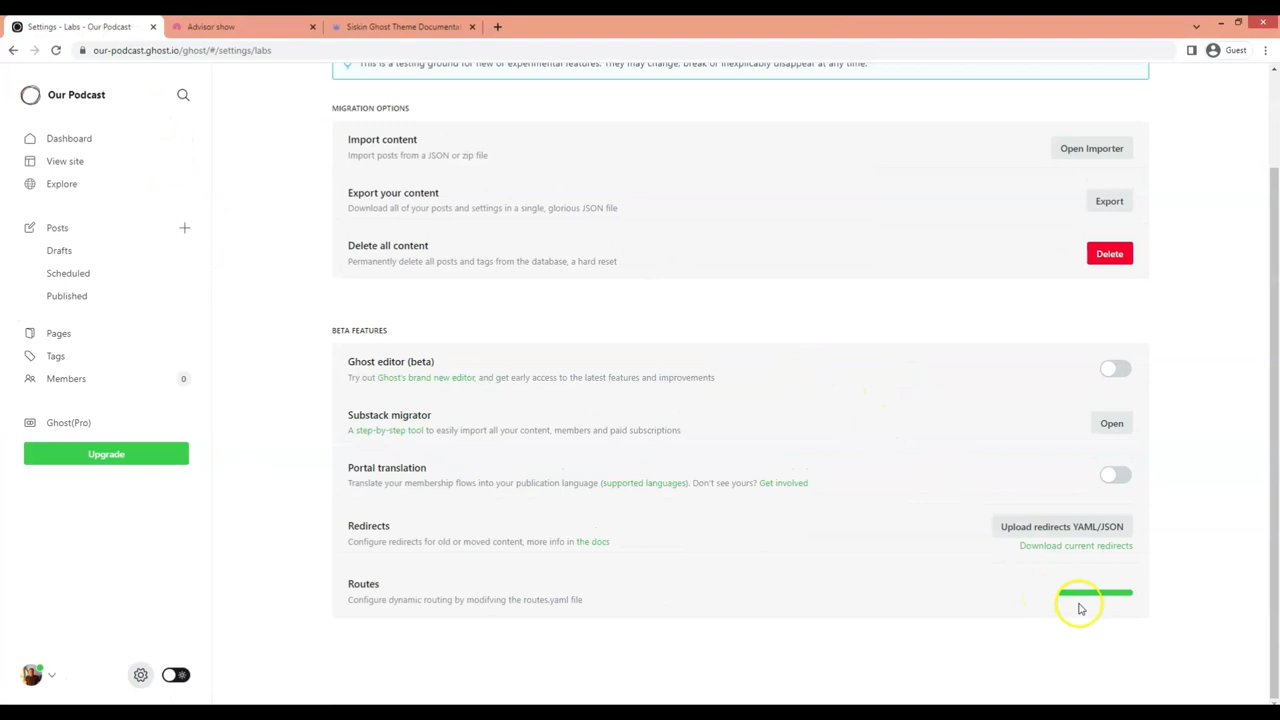 Settings - Labs - Our Podcast
Advisor show
Siskin Ghost Theme Documenta
our-podcast.ghost.io/ghost/#/settings/labs
Guest
Our Podcast
This is a testing ground for new or experimental features. They may change, break or inexplicably disappear at any time.
Dashboard
View site
Explore
Posts
Drafts
Scheduled
Published
Pages
Tags
Members
0
Ghost(Pro)
Upgrade
MIGRATION OPTIONS
Import content
Import posts from a JSON or zip file
Open Importer
Export your content
Download all of your posts and settings in a single, glorious JSON file
Export
Delete all content
Permanently delete all posts and tags from the database, a hard reset
Delete
BETA FEATURES
Ghost editor (beta)
Try out Ghost's brand new editor, and get early access to the latest features and improvements
Substack migrator
A step-by-step tool to easily import all your content, members and paid subscriptions
Open
Portal translation
Translate your membership flows into your publication language (supported languages). Don't see yours? Get involved
Redirects
Configure redirects for old or moved content, more info in the docs
Upload redirects YAML/JSON
Download current redirects
Routes
Configure dynamic routing by modifying the routes.yaml file